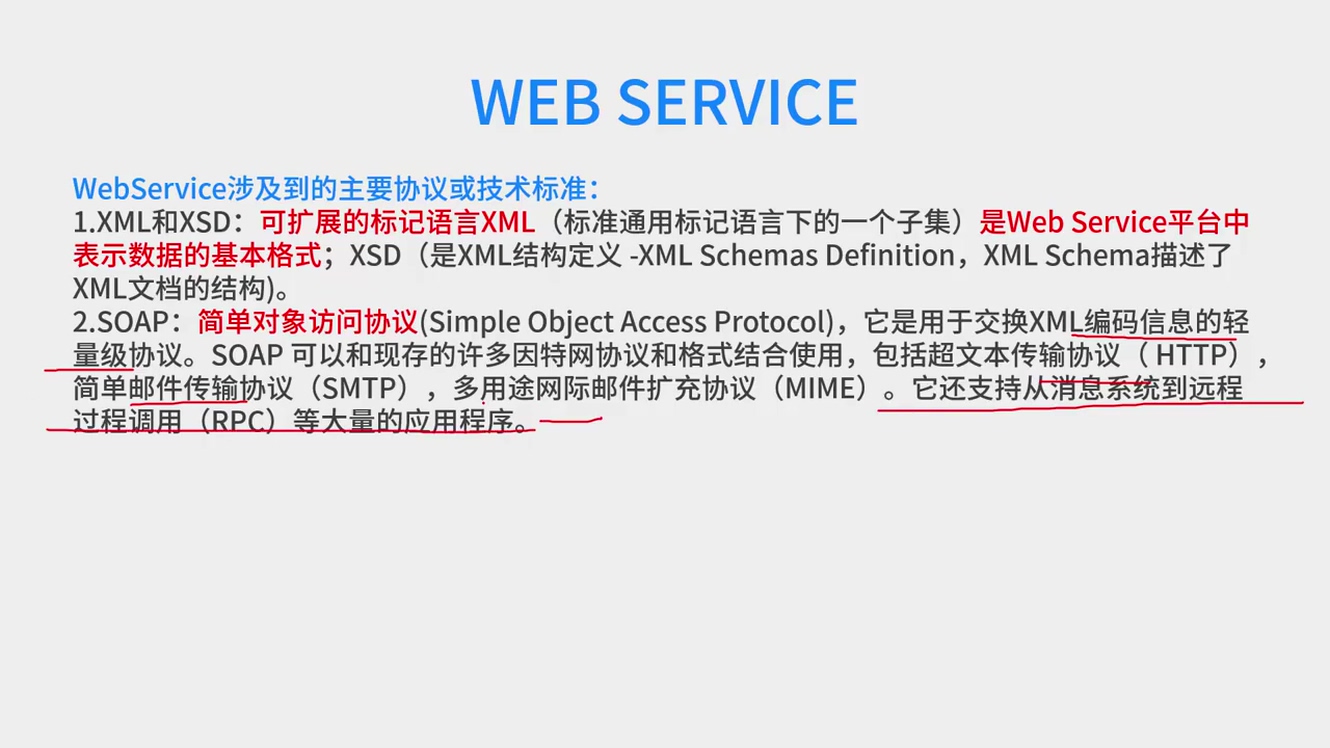 WEB SERVICE
WebService涉及到的主要协议或技术标准：
1.XML和XSD：可扩展的标记语言XML（标准通用标记语言下的一个子集）是Web Service平台中
表示数据的基本格式；XSD（是XML结构定义 -XML Schemas Definition，XML Schema描述了
XML文档的结构)。
2.SOAP：简单对象访问协议(Simple Object Access Protocol)，它是用于交换XML编码信息的轻
量级协议。SOAP 可以和现存的许多因特网协议和格式结合使用，包括超文本传输协议（ HTTP），
简单邮件传输协议（SMTP），多用途网际邮件扩充协议（MIME）。它还支持从消息系统到远程
过程调用（RPC）等大量的应用程序。